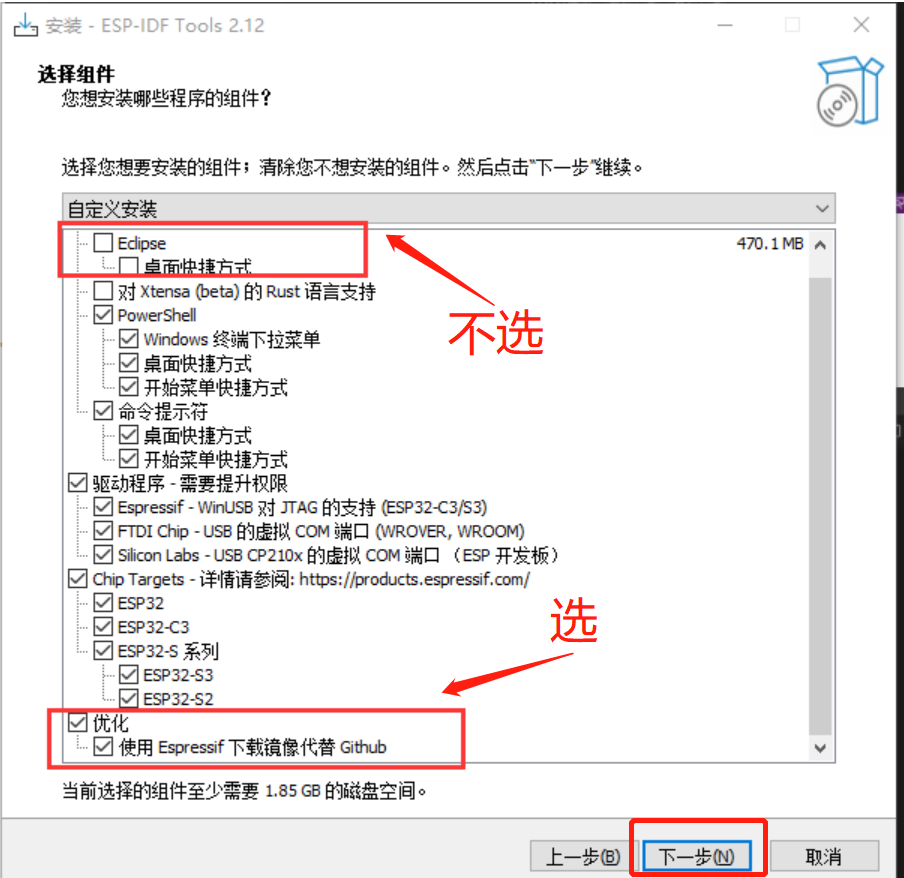 安装 - ESP-IDF Tools 2.12
选择组件
您想安装哪些程序的组件？
选择您想要安装的组件；清除您不想安装的组件。然后点击“下一步”继续。
自定义安装
Eclipse 470.1 MB
桌面快捷方式
对 Xtensa (beta) 的 Rust 语言支持
PowerShell
不选
Windows 终端下拉菜单
桌面快捷方式
开始菜单快捷方式
命令提示符
桌面快捷方式
开始菜单快捷方式
驱动程序 - 需要提升权限
Espressif - WinUSB 对 JTAG 的支持 (ESP32-C3/S3)
FTDI Chip - USB 的虚拟 COM 端口 (WROVER, WROOM)
Silicon Labs - USB CP210x 的虚拟 COM 端口 （ESP 开发板）
Chip Targets - 详情请参阅: https://products.espressif.com/
ESP32
选
ESP32-C3
ESP32-S 系列
ESP32-S3
ESP32-S2
优化
使用 Espressif 下载镜像代替 Github
当前选择的组件至少需要 1.85 GB 的磁盘空间。
上一步(B) 下一步(N) 取消